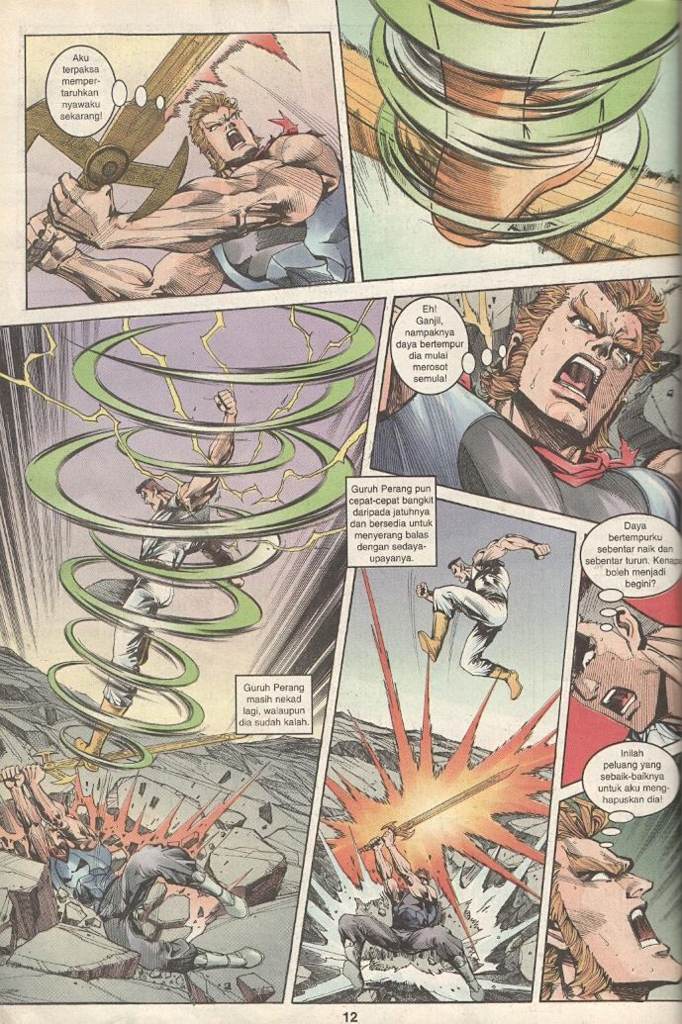 Aku
terpaksa
memper-
taruhkan
nyawaku
sekarang!
Eh!
Ganjil,
nampaknya
daya bertempur
dia mulai
merosot
semula!
Guruh Perang
masih nekad
lagi, walaupun
dia sudah kalah.
Guruh Perang pun
cepat-cepat bangkit
daripada jatuhnya
dan bersedia untuk
menyerang balas
dengan sedaya-
upayanya.
Daya
bertempurku
sebentar naik dan
sebentar turun. Kenapa
boleh menjadi
begini?
Inilah
peluang yang
sebaik-baiknya
untuk aku meng-
hapuskan dia!
12